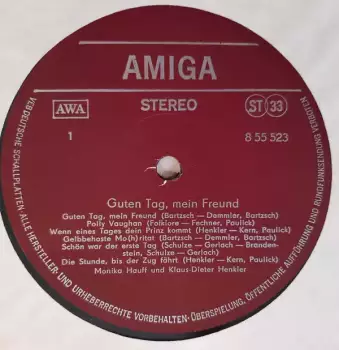 AMIGA
AWA
STEREO
ST 33
1
8 55 523
Guten Tag, mein Freund
Guten Tag, mein Freund (Bartzsch — Demmler, Bartzsch)
Polly Vaughan (Folklore — Fechner, Paulick)
Wenn eines Tages dein Prinz kommt (Henkler — Kern, Paulick)
Gelbbehoste Mo(h)ritat (Bartzsch — Demmler, Bartzsch)
Schön war der erste Tag (Schulze — Gerlach — Branden-
stein, Schulze — Gerlach)
Die Stunde, bis der Zug fährt (Henkler — Kern, Paulick)
Monika Hauff und Klaus-Dieter Henkler
VEB DEUTSCHE SCHALLPLATTEN · ALLE HERSTELLER- UND URHEBERRECHTE VORBEHALTEN · ÜBERSPIELUNG, ÖFFENTLICHE AUFFÜHRUNG UND RUNDFUNKSENDUNG VERBOTEN